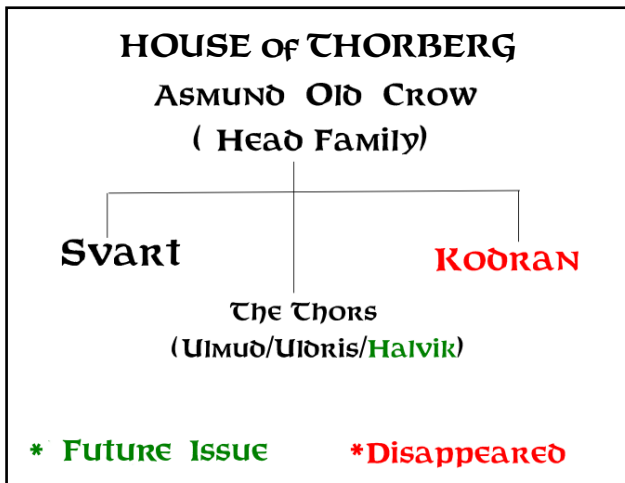 HOUSE of THORBERG
Asmund Old Crow
( Head Family)
Svart
Kodran
The Thors
(Ulmud/Uldris/Halvik)
* Future Issue
*Disappeared